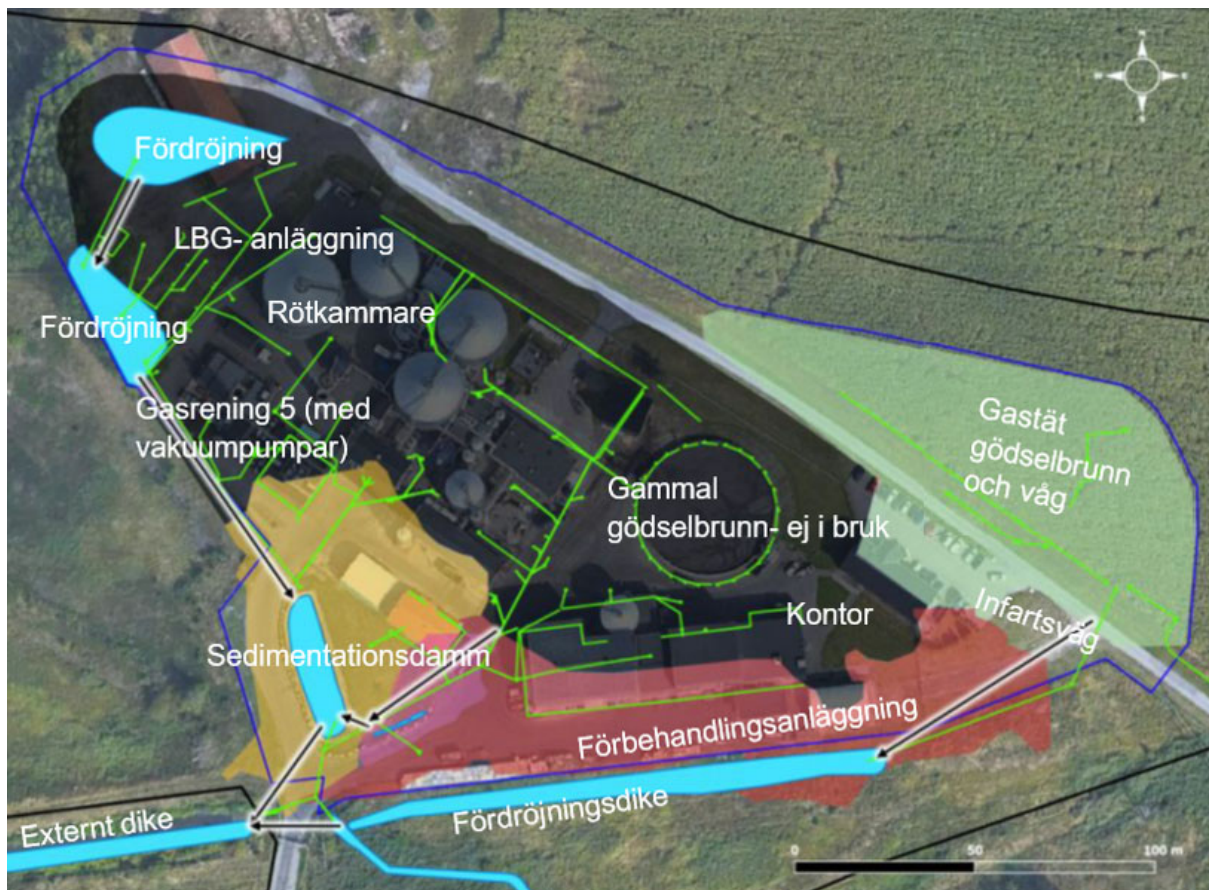 Fördröjning
LBG- anläggning
Rötkammare
Fördröjning
Gasrening 5 (med
vakuumpumpar)
Gastät
gödselbrunn
och våg
Gammal
gödselbrunn- ej i bruk
Kontor
Infartsväg
Sedimentationsdamm
Förbehandlingsanläggning
Fördröjningsdike
Externt dike
0
50
100 m